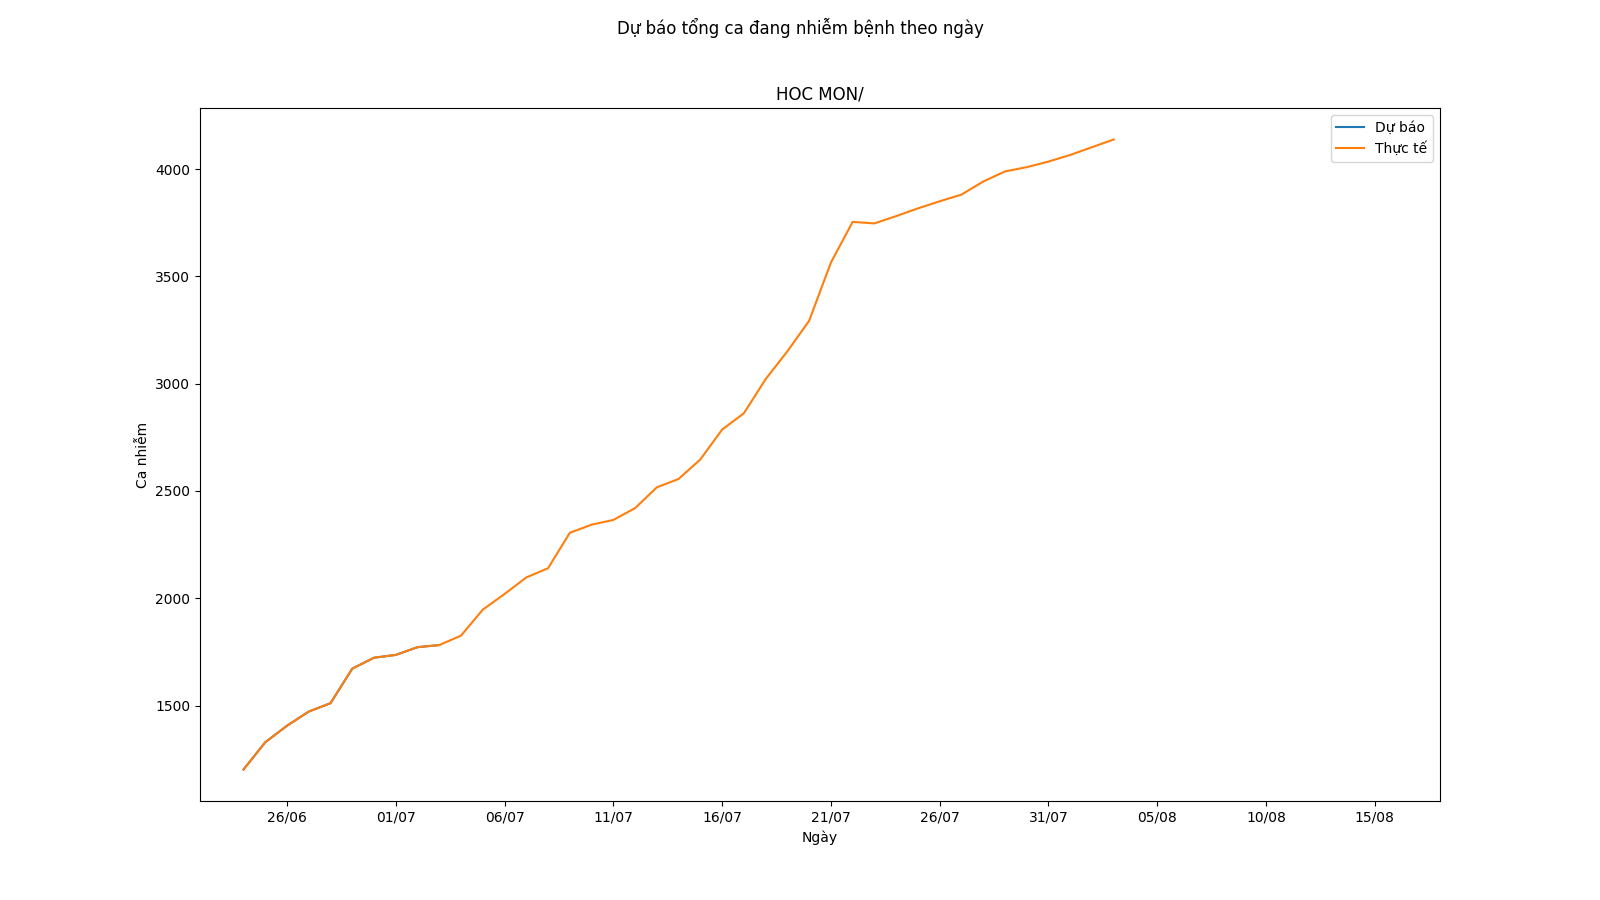 Dự báo tổng ca đang nhiễm bệnh theo ngày
HOC MON/
Dự báo
Thực tế
4000
3500
3000
2500
2000
1500
Ca nhiễm
26/06 01/07 06/07 11/07 16/07 21/07 26/07 31/07 05/08 10/08 15/08
Ngày